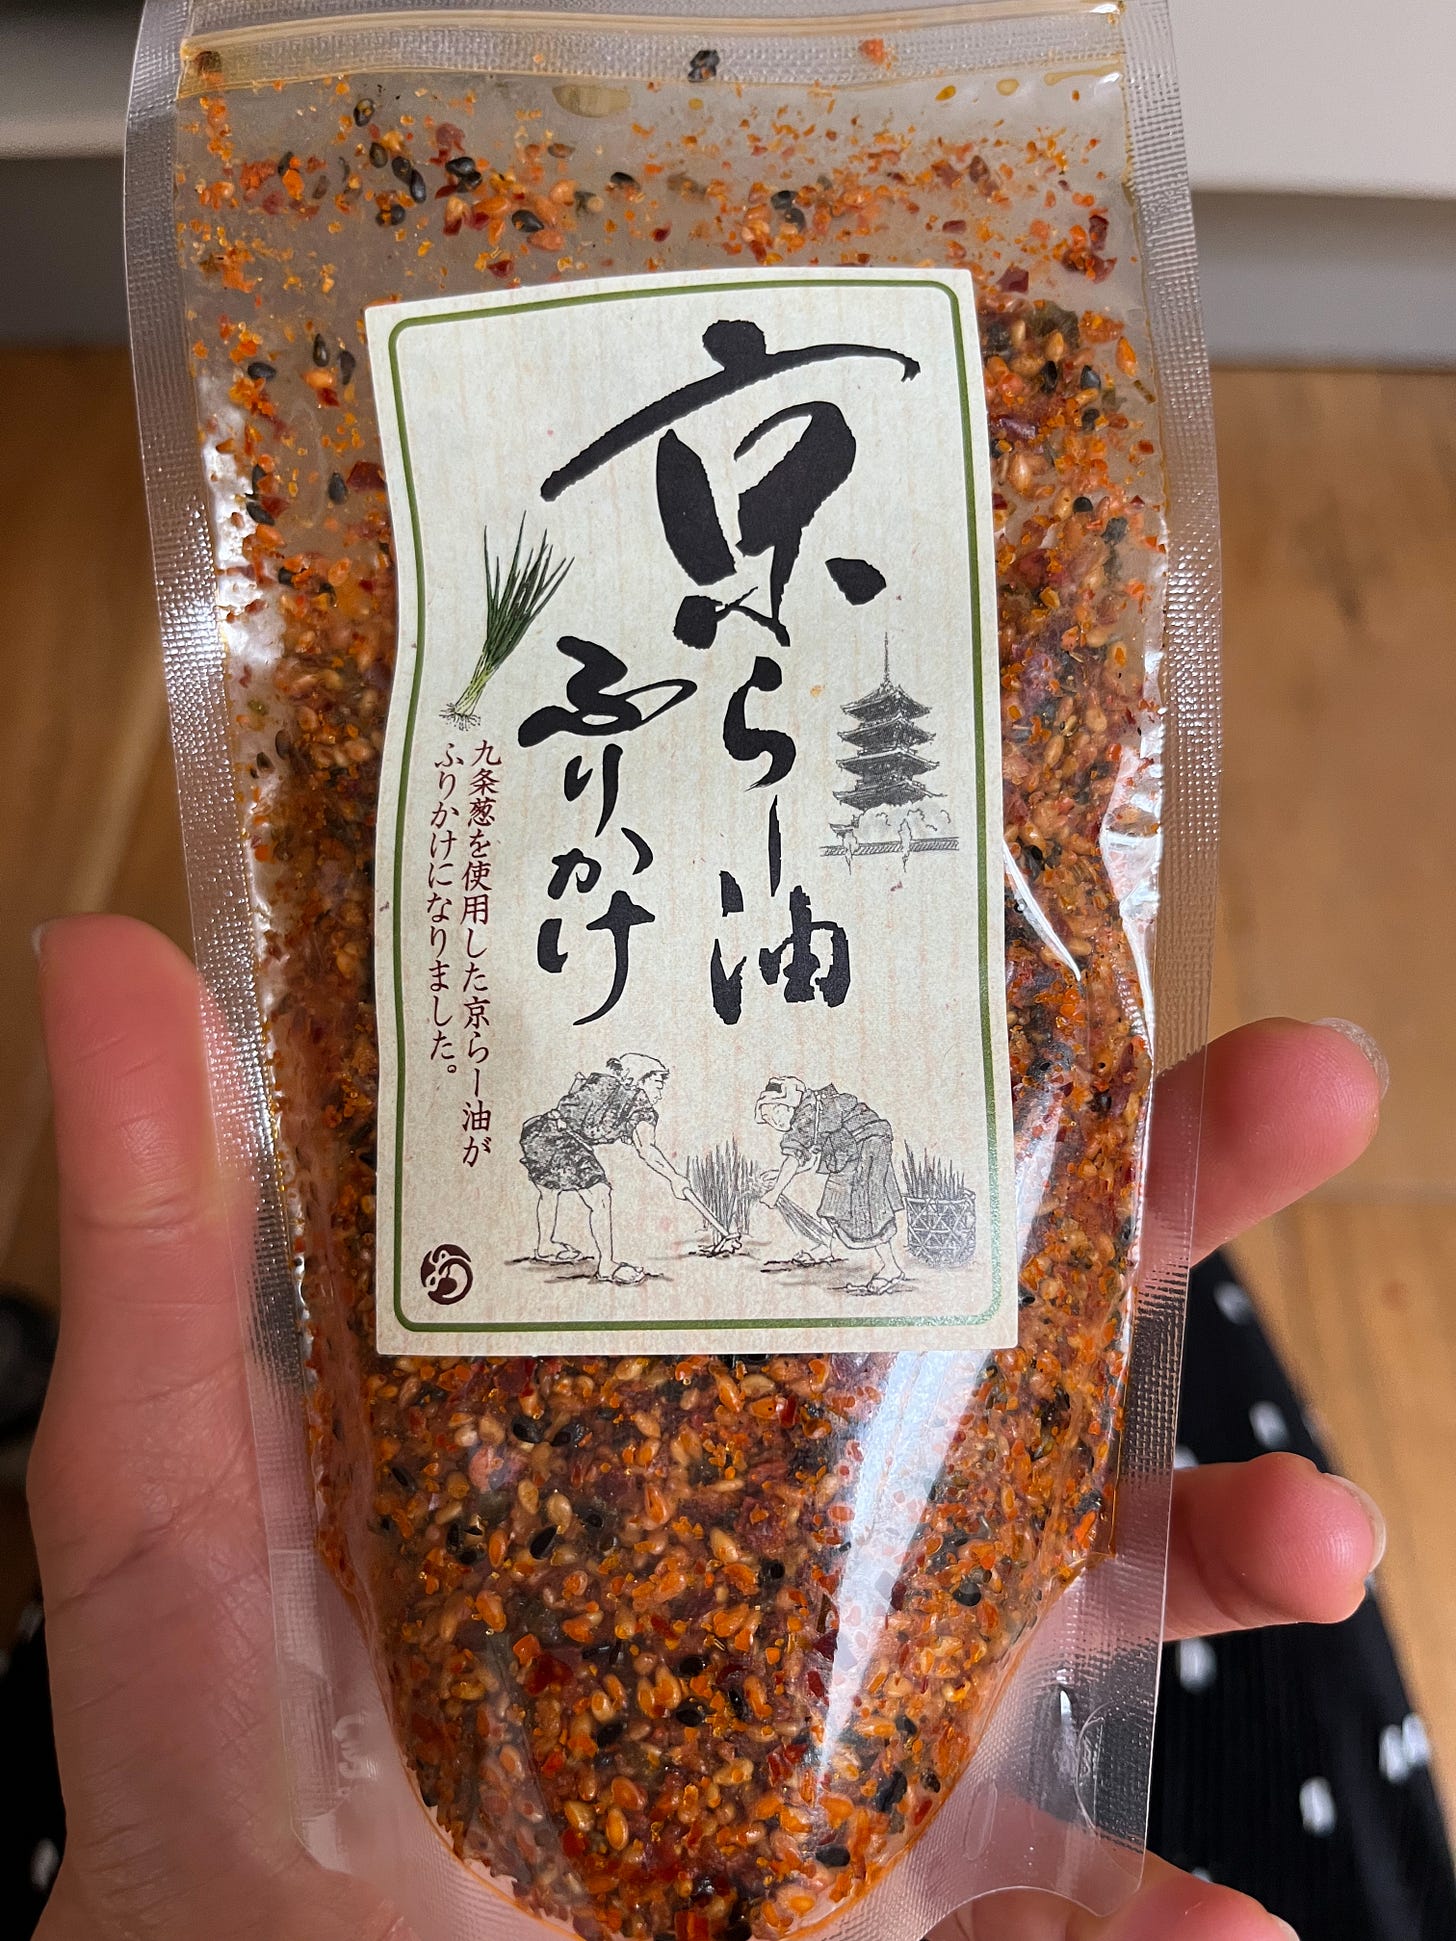 京らー油
ふりかけ
九条葱を使用した京らー油が
ふりかけになりました。